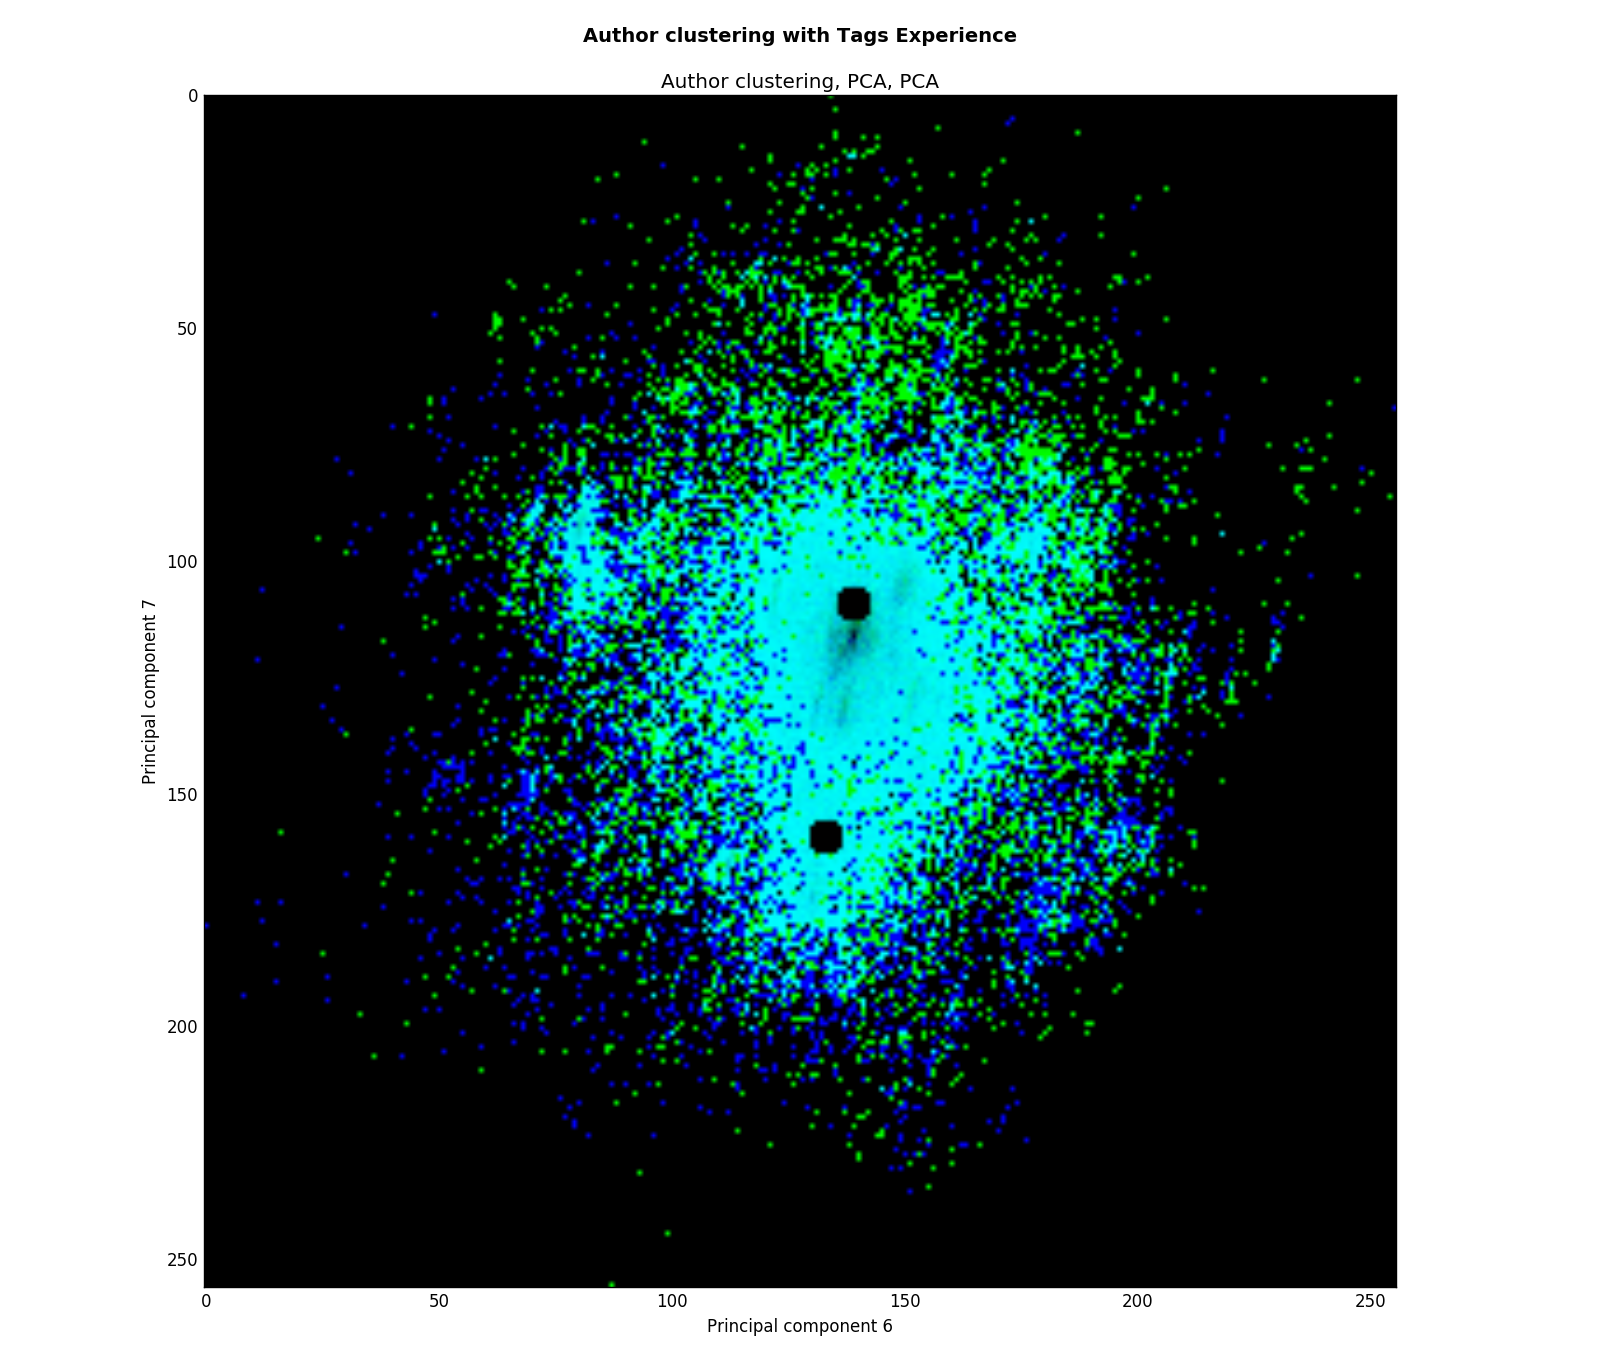 Author clustering with Tags Experience
Author clustering, PCA, PCA
0
50
100
150
200
250
Principal component 7
0 50 100 150 200 250
Principal component 6